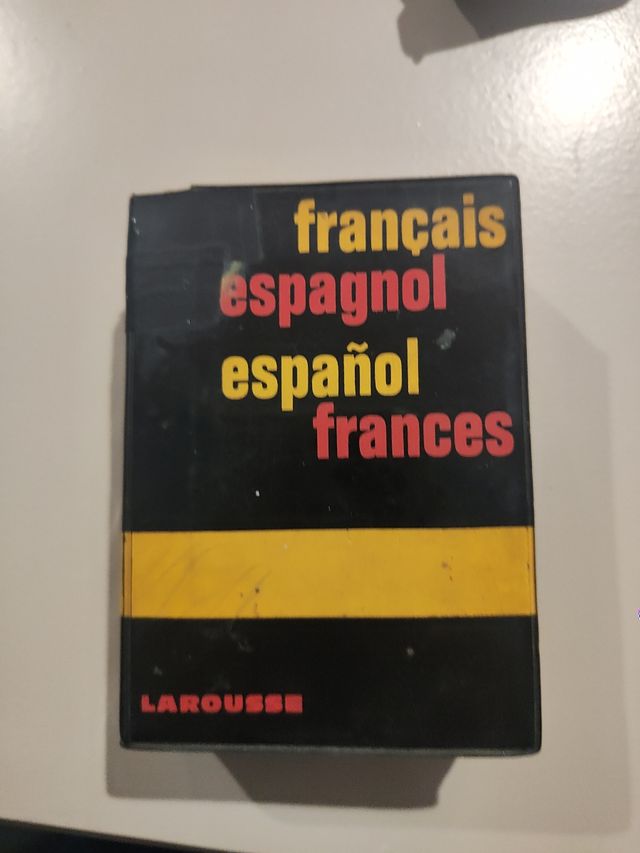 français
espagnol
español
frances
LAROUSSE